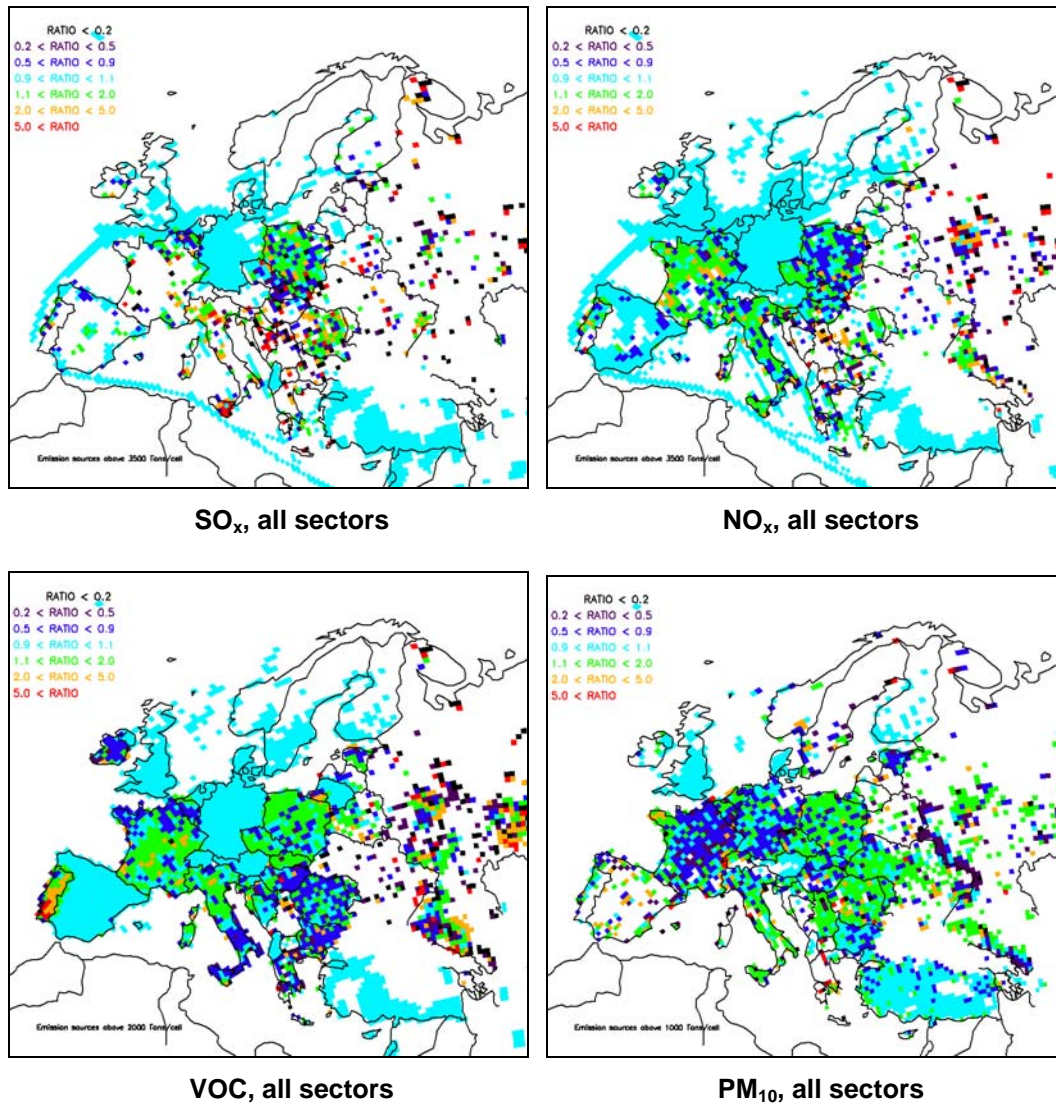 RATIO < 0.2
0.2 < RATIO < 0.5
0.5 < RATIO < 0.9
0.9 < RATIO < 1.1
1.1 < RATIO < 2.0
2.0 < RATIO < 5.0
5.0 < RATIO
Emission sources above 3500 Tons/cell
SOx, all sectors
RATIO < 0.2
0.2 < RATIO < 0.5
0.5 < RATIO < 0.9
0.9 < RATIO < 1.1
1.1 < RATIO < 2.0
2.0 < RATIO < 5.0
5.0 < RATIO
Emission sources above 3500 Tons/cell
NOx, all sectors
RATIO < 0.2
0.2 < RATIO < 0.5
0.5 < RATIO < 0.9
0.9 < RATIO < 1.1
1.1 < RATIO < 2.0
2.0 < RATIO < 5.0
5.0 < RATIO
Emission sources above 2000 Tons/cell
VOC, all sectors
RATIO < 0.2
0.2 < RATIO < 0.5
0.5 < RATIO < 0.9
0.9 < RATIO < 1.1
1.1 < RATIO < 2.0
2.0 < RATIO < 5.0
5.0 < RATIO
Emission sources above 1000 Tons/cell
PM10, all sectors